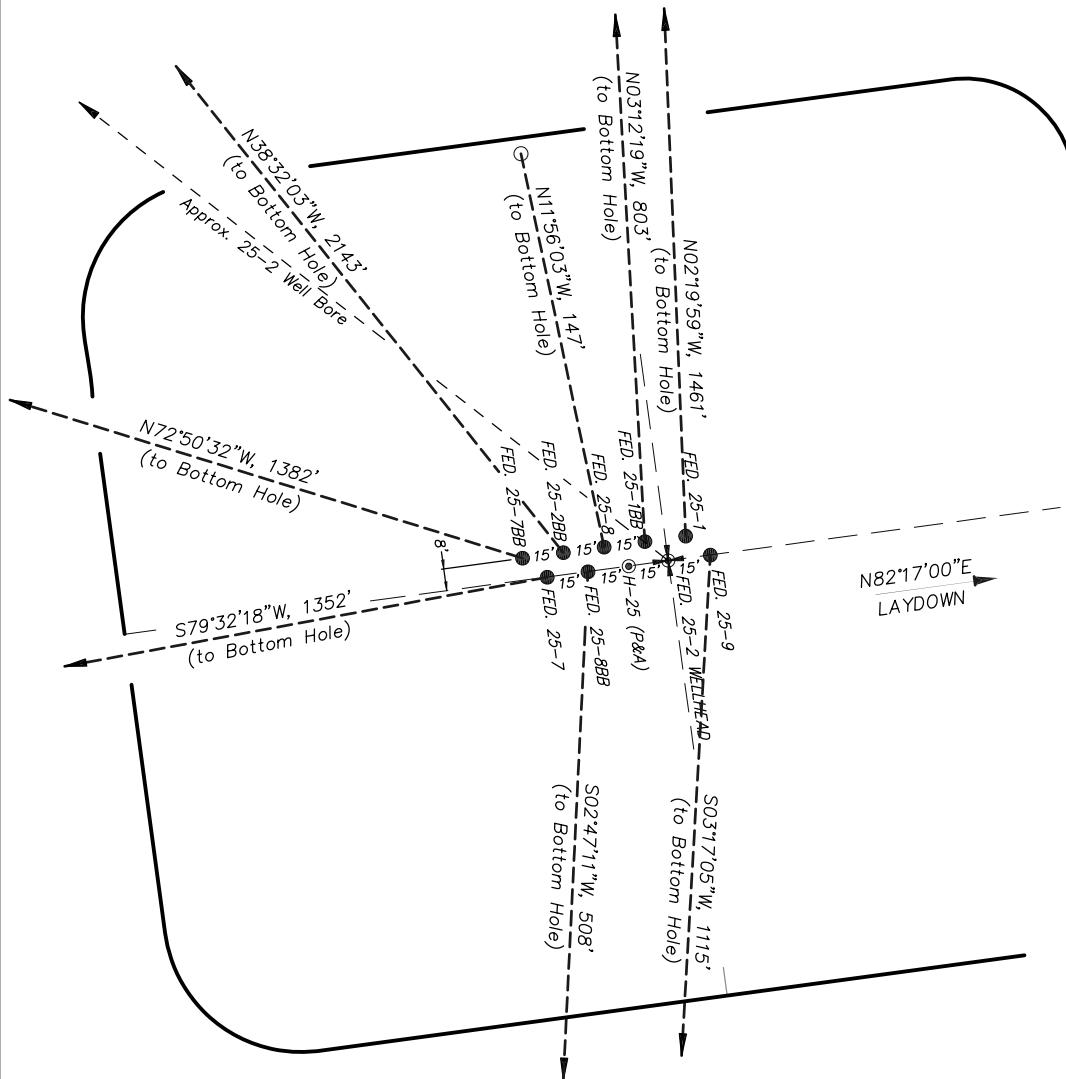 N03°12'19"W, 803'
(to Bottom Hole)
N38°32'03"W, 2143'
(to Bottom Hole)
Approx. 25-2 Well Bore
N11°56'03"W, 147'
(to Bottom Hole)
N02°19'59"W, 1461'
(to Bottom Hole)
N72°50'32"W, 1382'
(to Bottom Hole)
FED. 25-7BB
FED. 25-2BB
FED. 25-8
FED. 25-1BB
FED. 25-1
8'
15'
15'
15'
15'
15'
15'
15'
N82°17'00"E
LAYDOWN
S79°32'18"W, 1352'
(to Bottom Hole)
FED. 25-7
FED. 25-8BB
H-25 (P&A)
FED. 25-2 WELLHEAD
FED. 25-9
S02°47'11"W, 508'
(to Bottom Hole)
S03°17'05"W, 1115'
(to Bottom Hole)